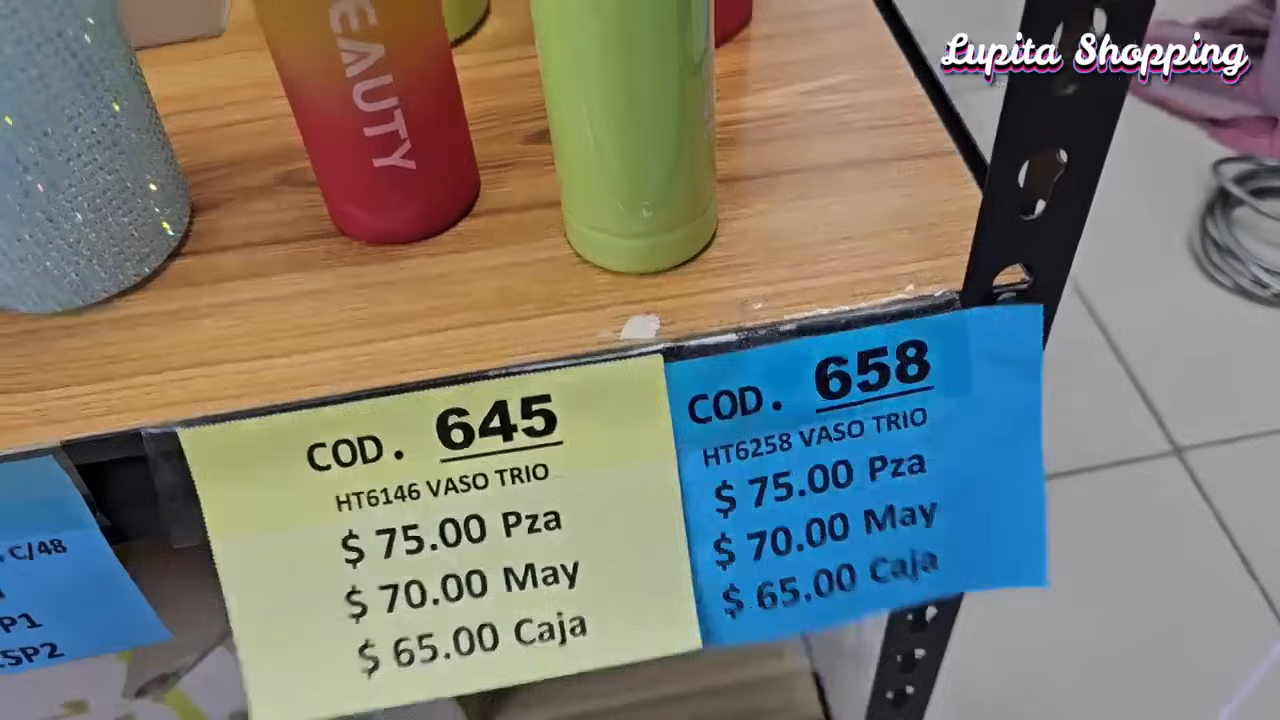 Lupita Shopping
EAUTY
COD. 645
HT6146 VASO TRIO
$ 75.00 Pza
$ 70.00 May
$ 65.00 Caja
COD. 658
HT6258 VASO TRIO
$ 75.00 Pza
$ 70.00 May
$ 65.00 Caja
C/48
P1
ESP2